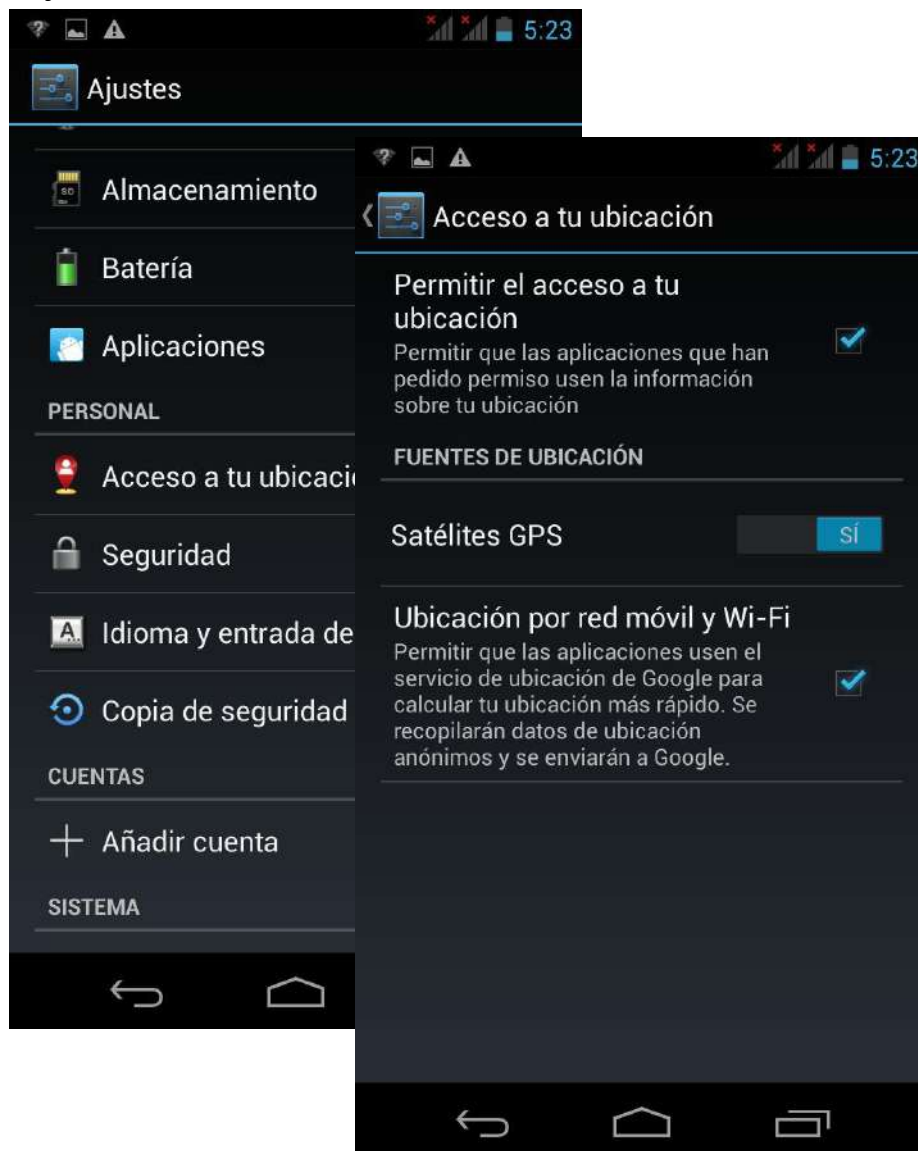 5:23
Ajustes
Almacenamiento
Batería
Aplicaciones
PERSONAL
Acceso a tu ubicaci
Seguridad
Idioma y entrada de
Copia de seguridad
CUENTAS
Añadir cuenta
SISTEMA
5:23
Acceso a tu ubicación
Permitir el acceso a tu
ubicación
Permitir que las aplicaciones que han
pedido permiso usen la información
sobre tu ubicación
FUENTES DE UBICACIÓN
Satélites GPS
SÍ
Ubicación por red móvil y Wi-Fi
Permitir que las aplicaciones usen el
servicio de ubicación de Google para
calcular tu ubicación más rápido. Se
recopilarán datos de ubicación
anónimos y se enviarán a Google.